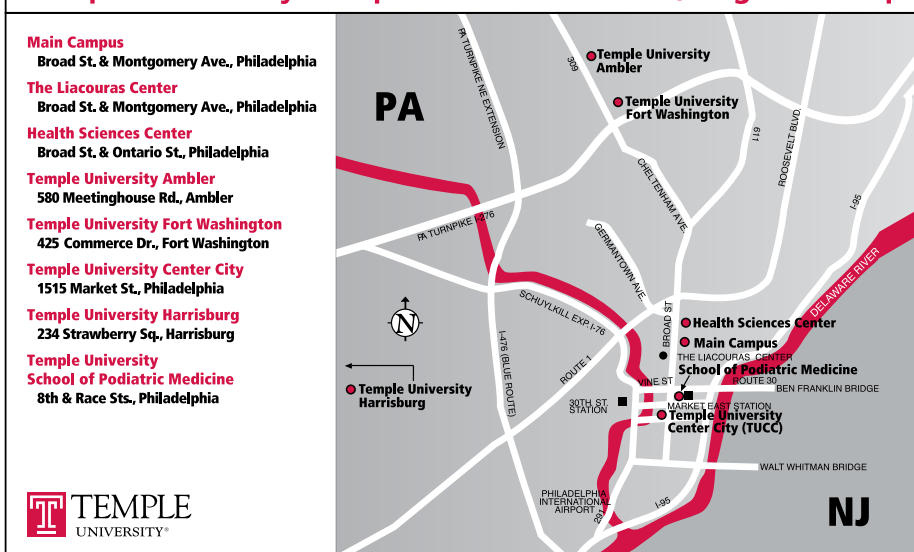 Main Campus
Broad St. & Montgomery Ave., Philadelphia
The Liacouras Center
Broad St. & Montgomery Ave., Philadelphia
Health Sciences Center
Broad St. & Ontario St., Philadelphia
Temple University Ambler
580 Meetinghouse Rd., Ambler
Temple University Fort Washington
425 Commerce Dr., Fort Washington
Temple University Center City
1515 Market St., Philadelphia
Temple University Harrisburg
234 Strawberry Sq., Harrisburg
Temple University
School of Podiatric Medicine
8th & Race Sts., Philadelphia
TEMPLE
UNIVERSITY®
PA
PA TURNPIKE NE EXTENSION
309
Temple University
Ambler
Temple University
Fort Washington
611
ROOSEVELT BLVD.
I-95
CHELTENHAM AVE.
PA TURNPIKE I-276
GERMANTOWN AVE.
DELAWARE RIVER
SCHUYLKILL EXP. I-76
N
I-476 (BLUE ROUTE)
ROUTE 1
BROAD ST
Health Sciences Center
Main Campus
THE LIACOURAS CENTER
School of Podiatric Medicine
VINE ST
ROUTE 30
BEN FRANKLIN BRIDGE
Temple University
Harrisburg
30TH ST.
STATION
MARKET EAST STATION
Temple University
Center City (TUCC)
WALT WHITMAN BRIDGE
PHILADELPHIA
INTERNATIONAL
AIRPORT
291
I-95
NJ